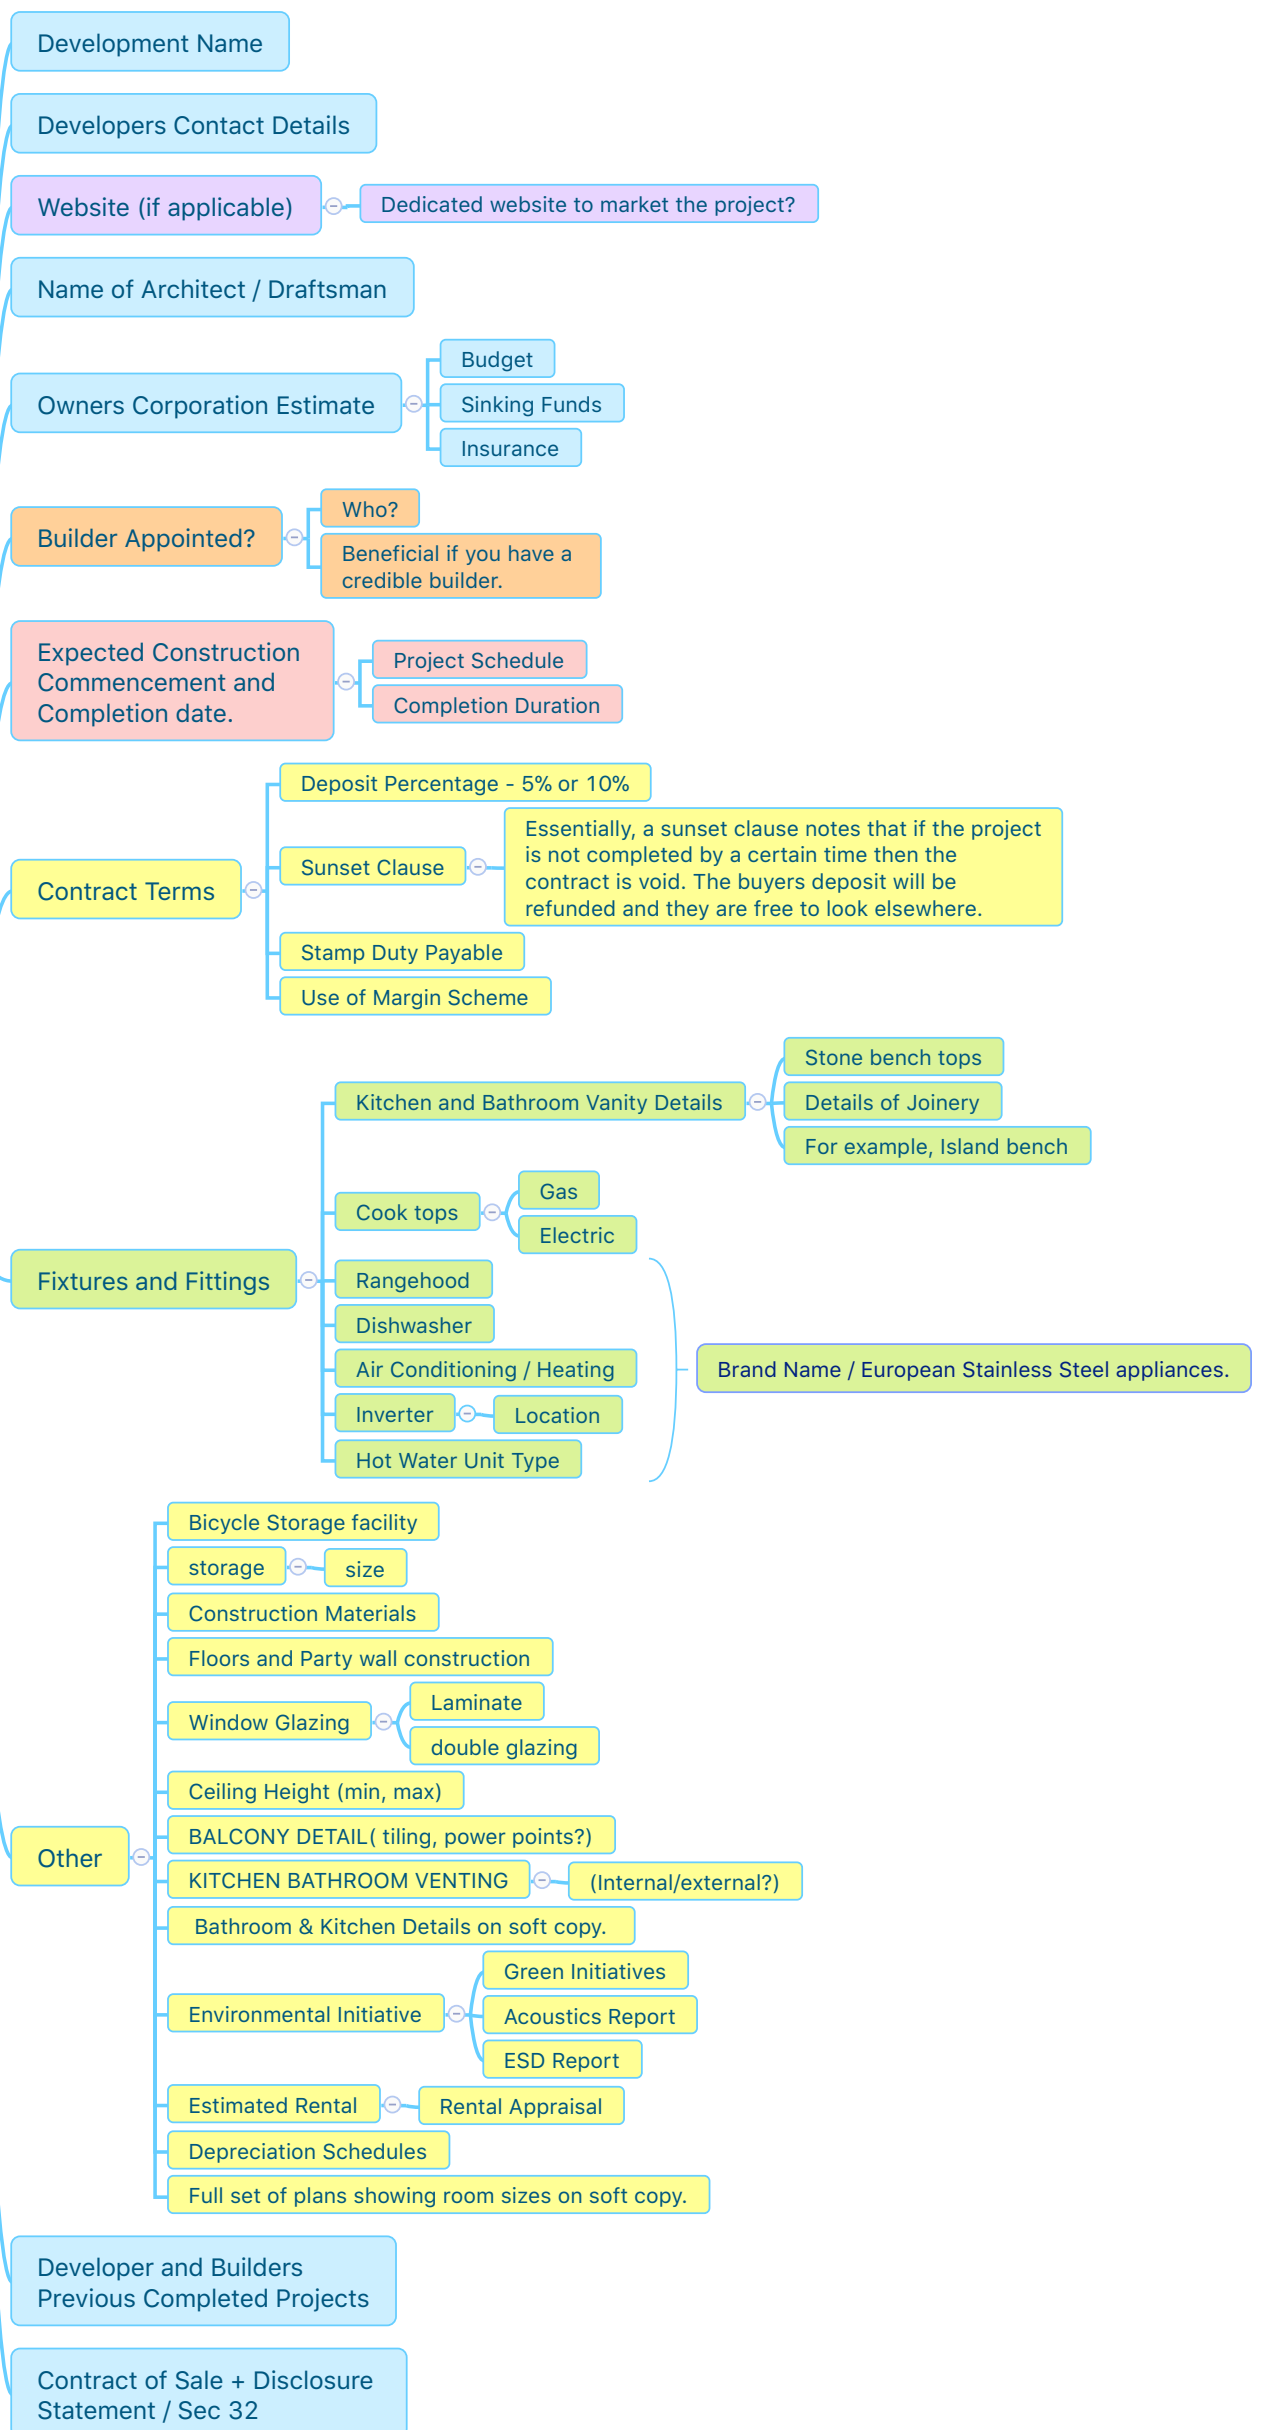 Development Name
Developers Contact Details
Website (if applicable)
Dedicated website to market the project?
Name of Architect / Draftsman
Owners Corporation Estimate
Budget
Sinking Funds
Insurance
Builder Appointed?
Who?
Beneficial if you have a
credible builder.
Expected Construction
Commencement and
Completion date.
Project Schedule
Completion Duration
Contract Terms
Deposit Percentage - 5% or 10%
Sunset Clause
Essentially, a sunset clause notes that if the project
is not completed by a certain time then the
contract is void. The buyers deposit will be
refunded and they are free to look elsewhere.
Stamp Duty Payable
Use of Margin Scheme
Fixtures and Fittings
Kitchen and Bathroom Vanity Details
Stone bench tops
Details of Joinery
For example, Island bench
Cook tops
Gas
Electric
Rangehood
Dishwasher
Air Conditioning / Heating
Inverter
Location
Hot Water Unit Type
Brand Name / European Stainless Steel appliances.
Other
Bicycle Storage facility
storage
size
Construction Materials
Floors and Party wall construction
Window Glazing
Laminate
double glazing
Ceiling Height (min, max)
BALCONY DETAIL( tiling, power points?)
KITCHEN BATHROOM VENTING
(Internal/external?)
Bathroom & Kitchen Details on soft copy.
Environmental Initiative
Green Initiatives
Acoustics Report
ESD Report
Estimated Rental
Rental Appraisal
Depreciation Schedules
Full set of plans showing room sizes on soft copy.
Developer and Builders
Previous Completed Projects
Contract of Sale + Disclosure
Statement / Sec 32